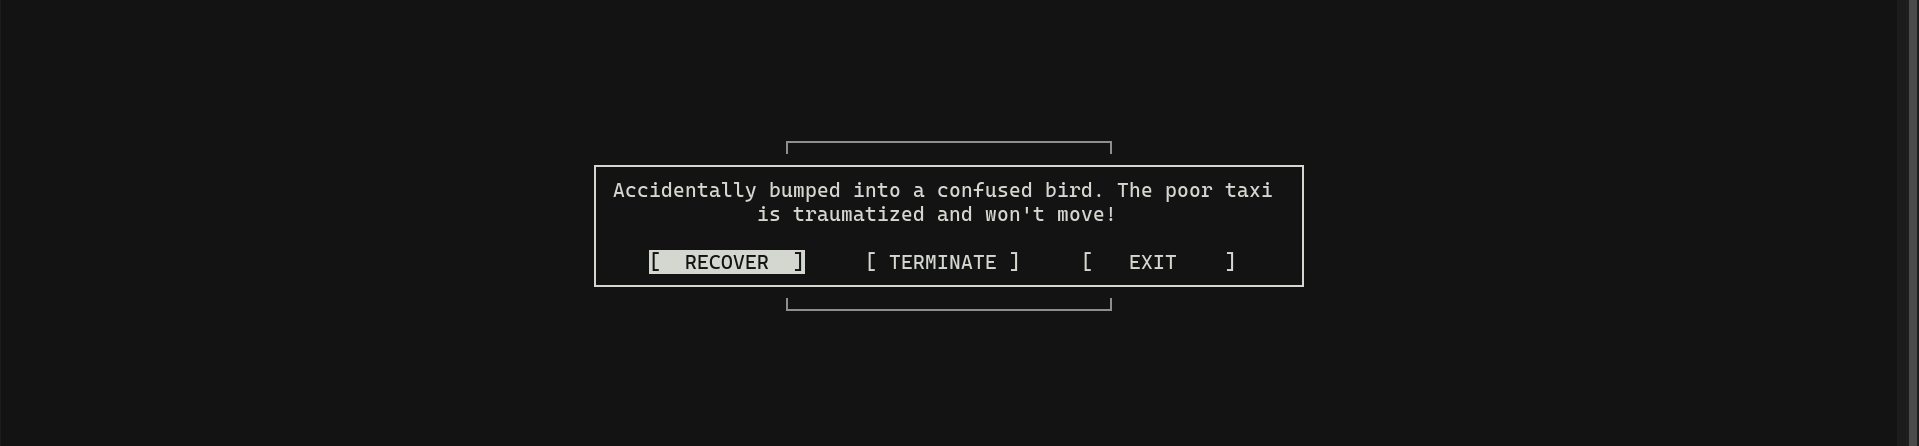 Accidentally bumped into a confused bird. The poor taxi
is traumatized and won't move!
[  RECOVER  ] [ TERMINATE ] [   EXIT    ]